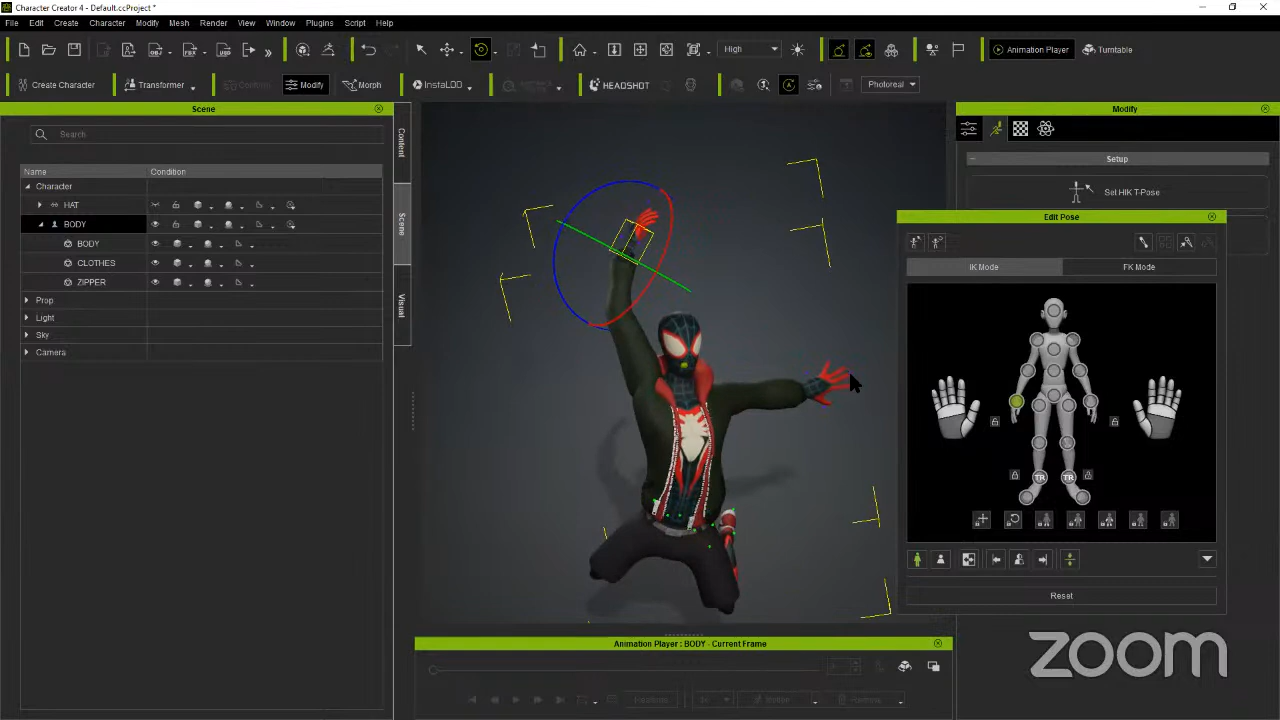 Character Creator 4 - Default.ccProject *
File Edit Create Character Modify Mesh Render View Window Plugins Script Help
High Animation Player Turntable
Create Character Transformer Modify Morph InstaLOD HEADSHOT Photoreal
Scene
Search
Name Condition
Character
HAT
BODY
BODY
CLOTHES
ZIPPER
Prop
Light
Sky
Camera
Content
Scene
Visual
Modify
Setup
Set HIK T-Pose
Edit Pose
IK Mode FK Mode
TR TR
Reset
Animation Player : BODY - Current Frame
zoom